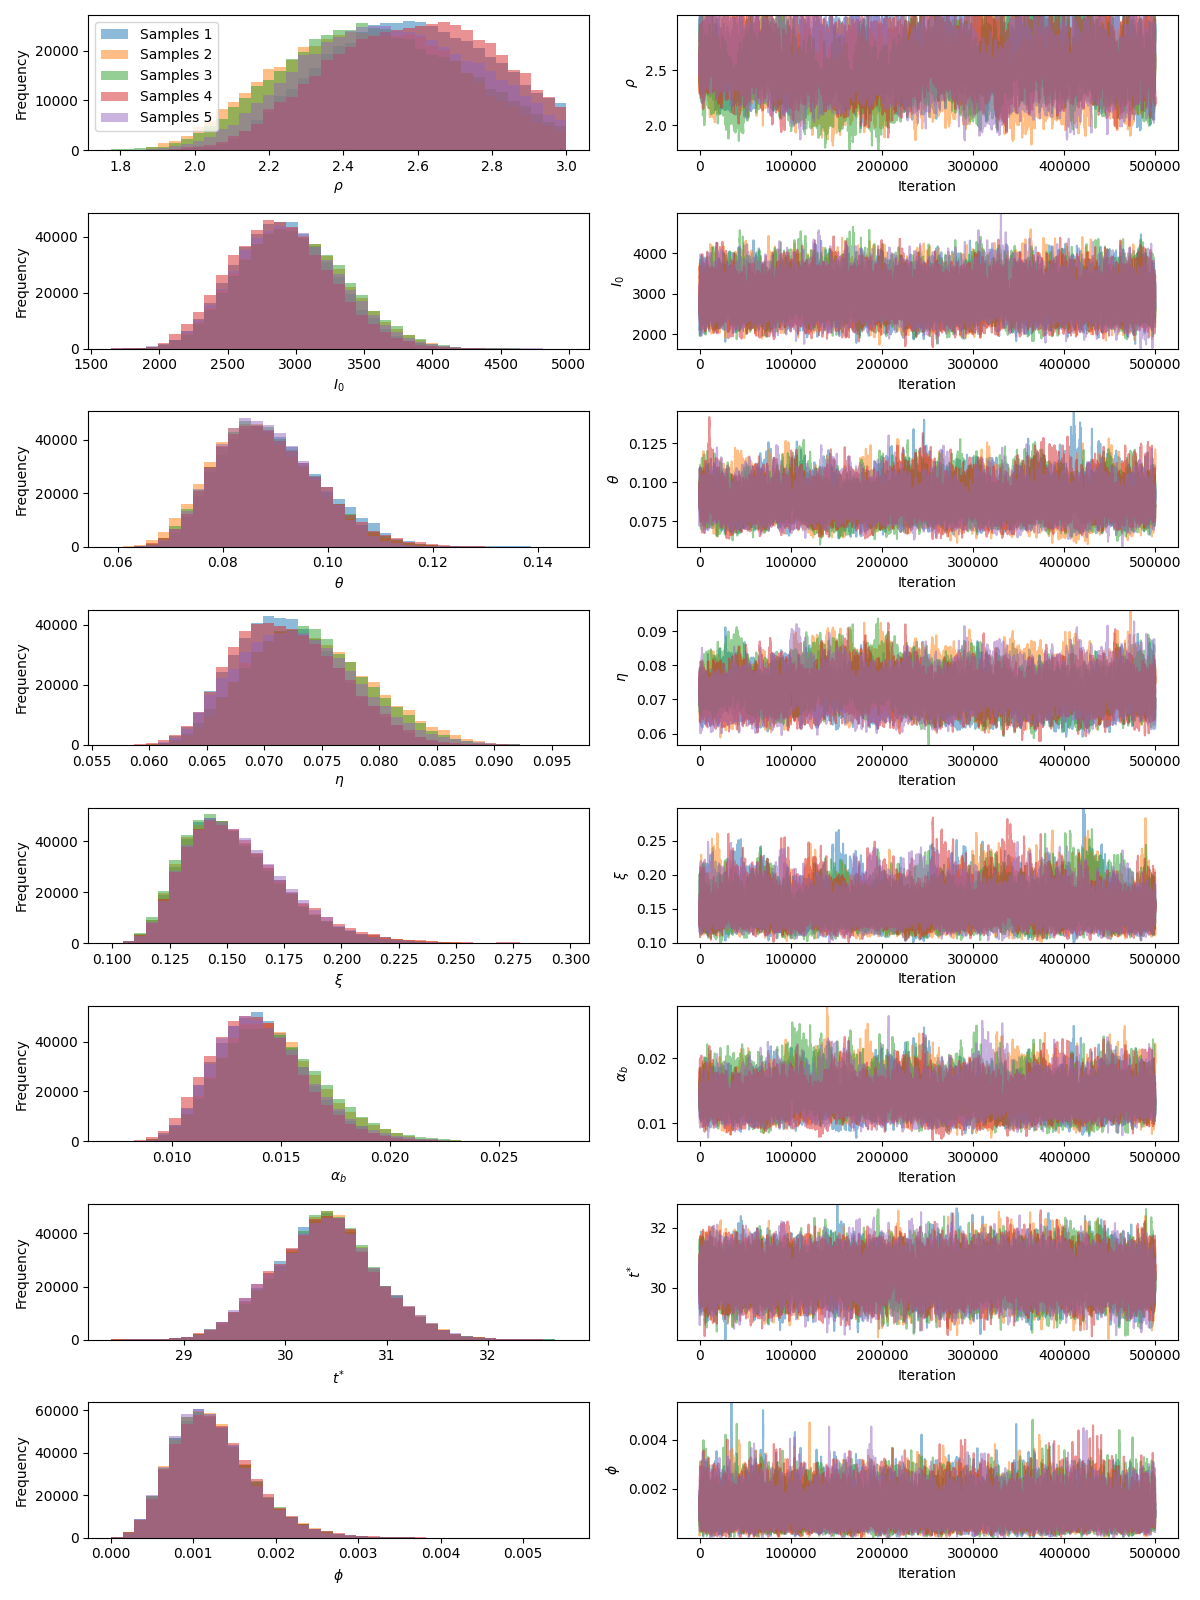 Frequency
20000
10000
0
Samples 1
Samples 2
Samples 3
Samples 4
Samples 5
1.8 2.0 2.2 2.4 2.6 2.8 3.0
ρ
ρ
2.5
2.0
0 100000 200000 300000 400000 500000
Iteration
Frequency
40000
20000
0
1500 2000 2500 3000 3500 4000 4500 5000
I₀
I₀
4000
3000
2000
0 100000 200000 300000 400000 500000
Iteration
Frequency
40000
20000
0
0.06 0.08 0.10 0.12 0.14
θ
θ
0.125
0.100
0.075
0 100000 200000 300000 400000 500000
Iteration
Frequency
40000
20000
0
0.055 0.060 0.065 0.070 0.075 0.080 0.085 0.090 0.095
η
η
0.09
0.08
0.07
0.06
0 100000 200000 300000 400000 500000
Iteration
Frequency
40000
20000
0
0.100 0.125 0.150 0.175 0.200 0.225 0.250 0.275 0.300
ξ
ξ
0.25
0.20
0.15
0.10
0 100000 200000 300000 400000 500000
Iteration
Frequency
40000
20000
0
0.010 0.015 0.020 0.025
α_b
α_b
0.02
0.01
0 100000 200000 300000 400000 500000
Iteration
Frequency
40000
20000
0
29 30 31 32
t*
t*
32
30
0 100000 200000 300000 400000 500000
Iteration
Frequency
60000
40000
20000
0
0.000 0.001 0.002 0.003 0.004 0.005
ϕ
ϕ
0.004
0.002
0 100000 200000 300000 400000 500000
Iteration